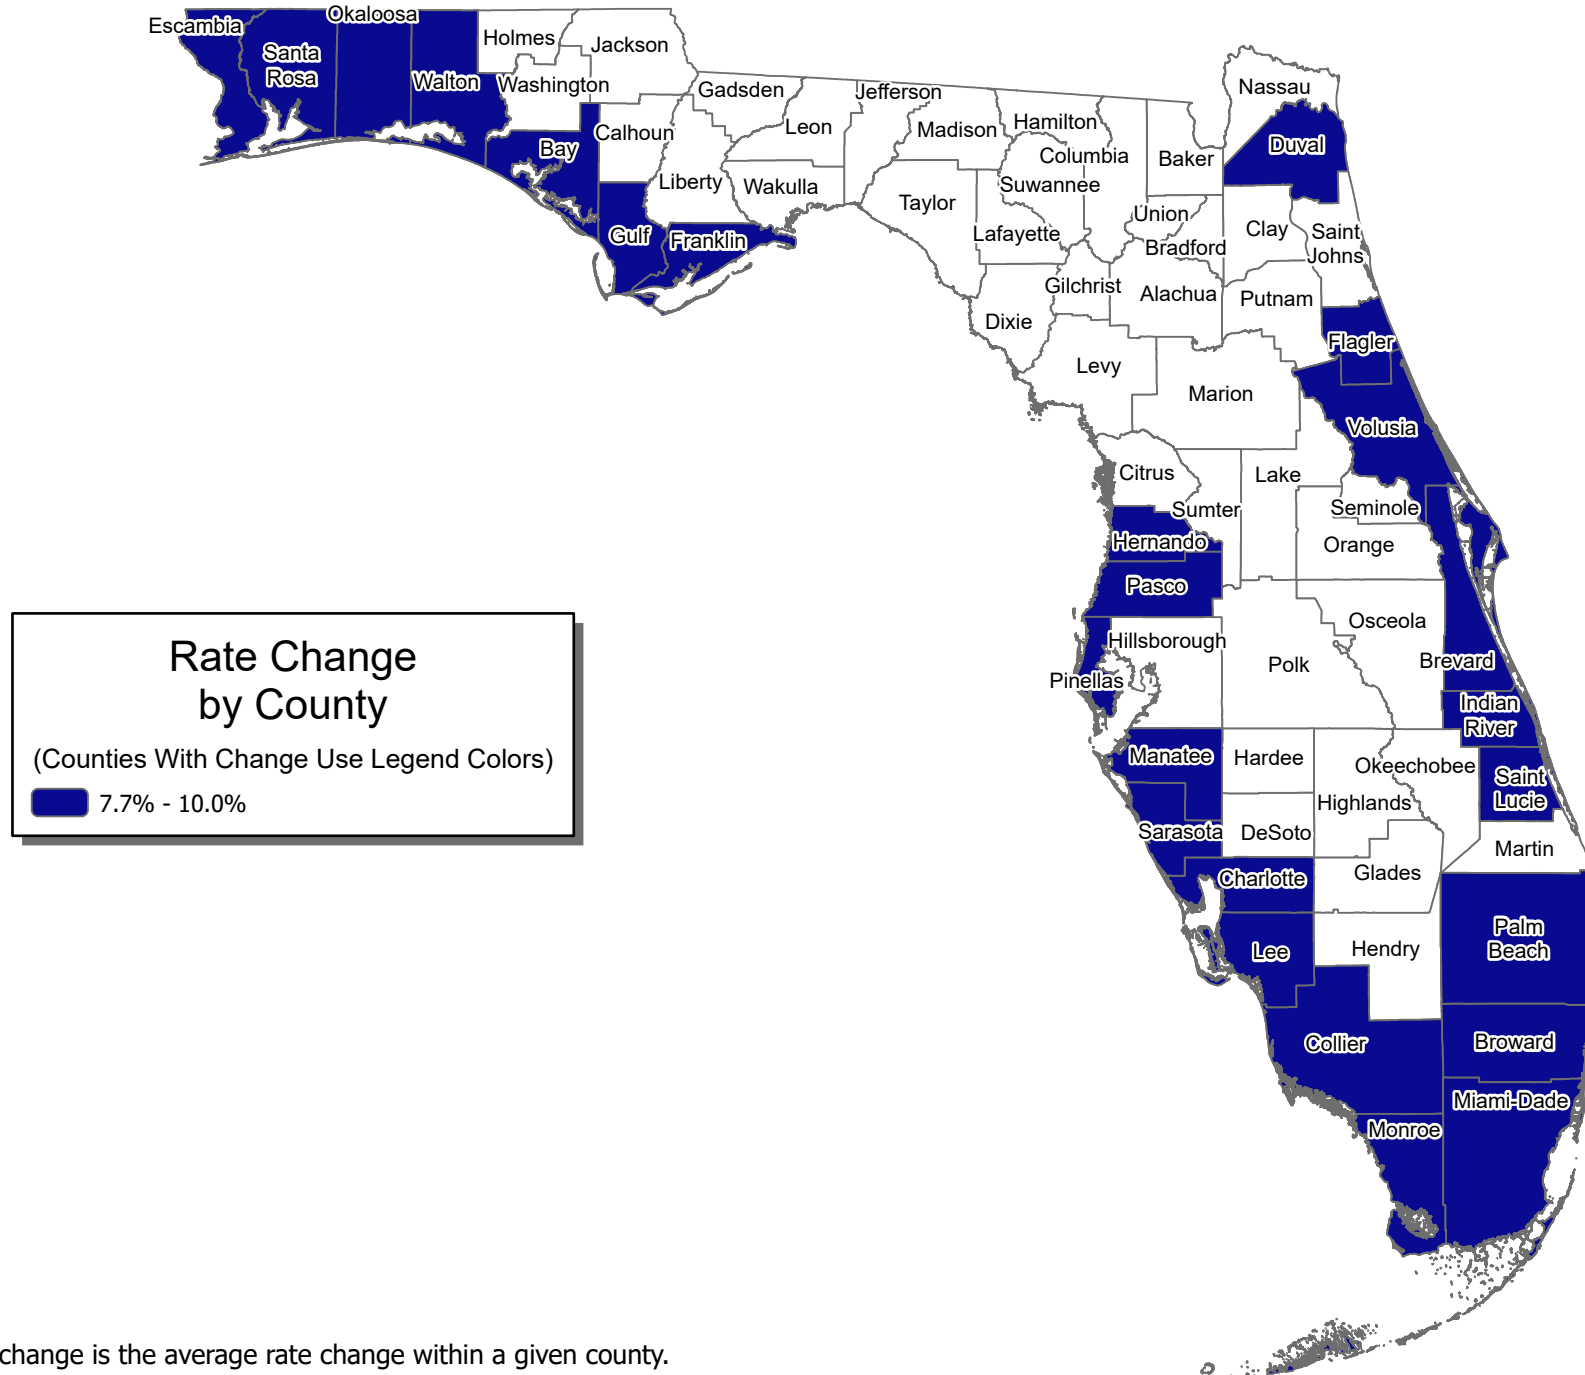 Escambia
Okaloosa
Santa
Rosa
Walton
Holmes
Jackson
Washington
Bay
Calhoun
Gulf
Franklin
Liberty
Gadsden
Leon
Wakulla
Jefferson
Madison
Taylor
Hamilton
Columbia
Suwannee
Lafayette
Baker
Union
Bradford
Nassau
Duval
Clay
Saint
Johns
Gilchrist
Alachua
Putnam
Dixie
Levy
Marion
Flagler
Volusia
Citrus
Sumter
Lake
Seminole
Orange
Hernando
Pasco
Hillsborough
Pinellas
Polk
Osceola
Brevard
Indian
River
Manatee
Hardee
Okeechobee
Saint
Lucie
Highlands
Sarasota
DeSoto
Martin
Charlotte
Glades
Lee
Hendry
Palm
Beach
Collier
Broward
Miami-Dade
Monroe
Rate Change
by County
(Counties With Change Use Legend Colors)
7.7% - 10.0%
change is the average rate change within a given county.